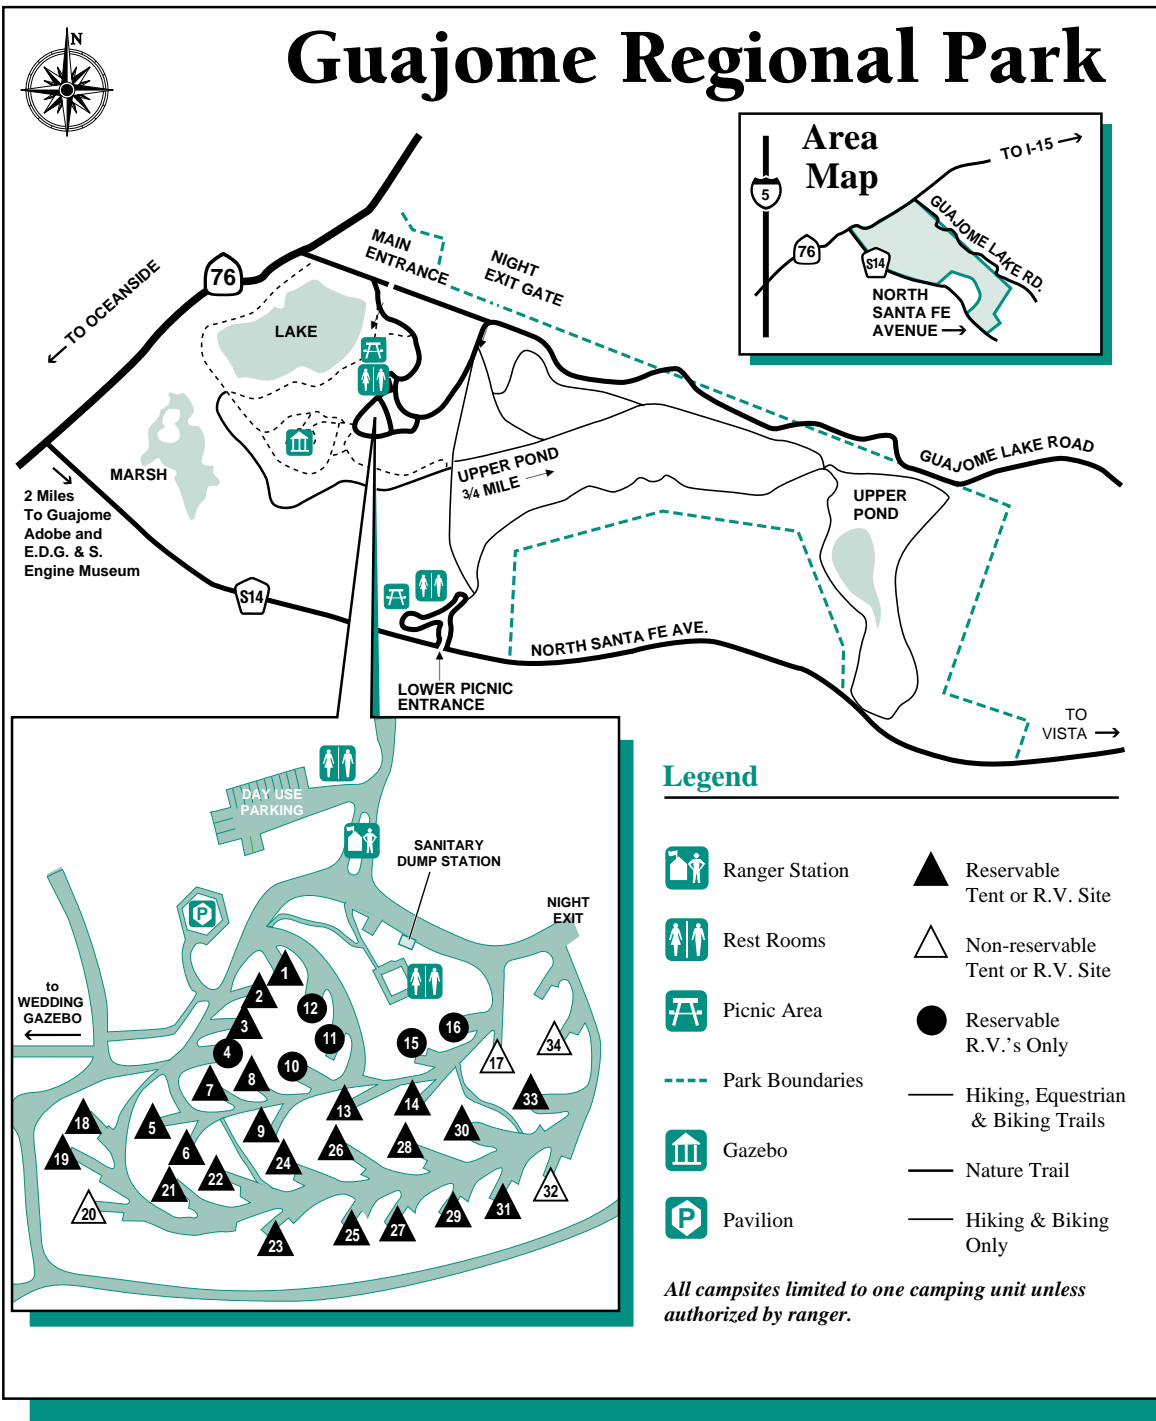 N
Guajome Regional Park
Area
Map
TO I-15
5
76
S14
GUAJOME LAKE RD.
NORTH
SANTA FE
AVENUE
MAIN
ENTRANCE
NIGHT
EXIT GATE
TO OCEANSIDE
76
LAKE
MARSH
2 Miles
To Guajome
Adobe and
E.D.G. & S.
Engine Museum
S14
UPPER POND
3/4 MILE
UPPER
POND
GUAJOME LAKE ROAD
NORTH SANTA FE AVE.
LOWER PICNIC
ENTRANCE
TO
VISTA
DAY USE
PARKING
SANITARY
DUMP STATION
NIGHT
EXIT
P
to
WEDDING
GAZEBO
1
2
3
4
5
6
7
8
9
10
11
12
13
14
15
16
17
18
19
20
21
22
23
24
25
26
27
28
29
30
31
32
33
34
Legend
Ranger Station
Rest Rooms
Picnic Area
Park Boundaries
Gazebo
P
Pavilion
Reservable
Tent or R.V. Site
Non-reservable
Tent or R.V. Site
Reservable
R.V.'s Only
Hiking, Equestrian
& Biking Trails
Nature Trail
Hiking & Biking
Only
All campsites limited to one camping unit unless
authorized by ranger.